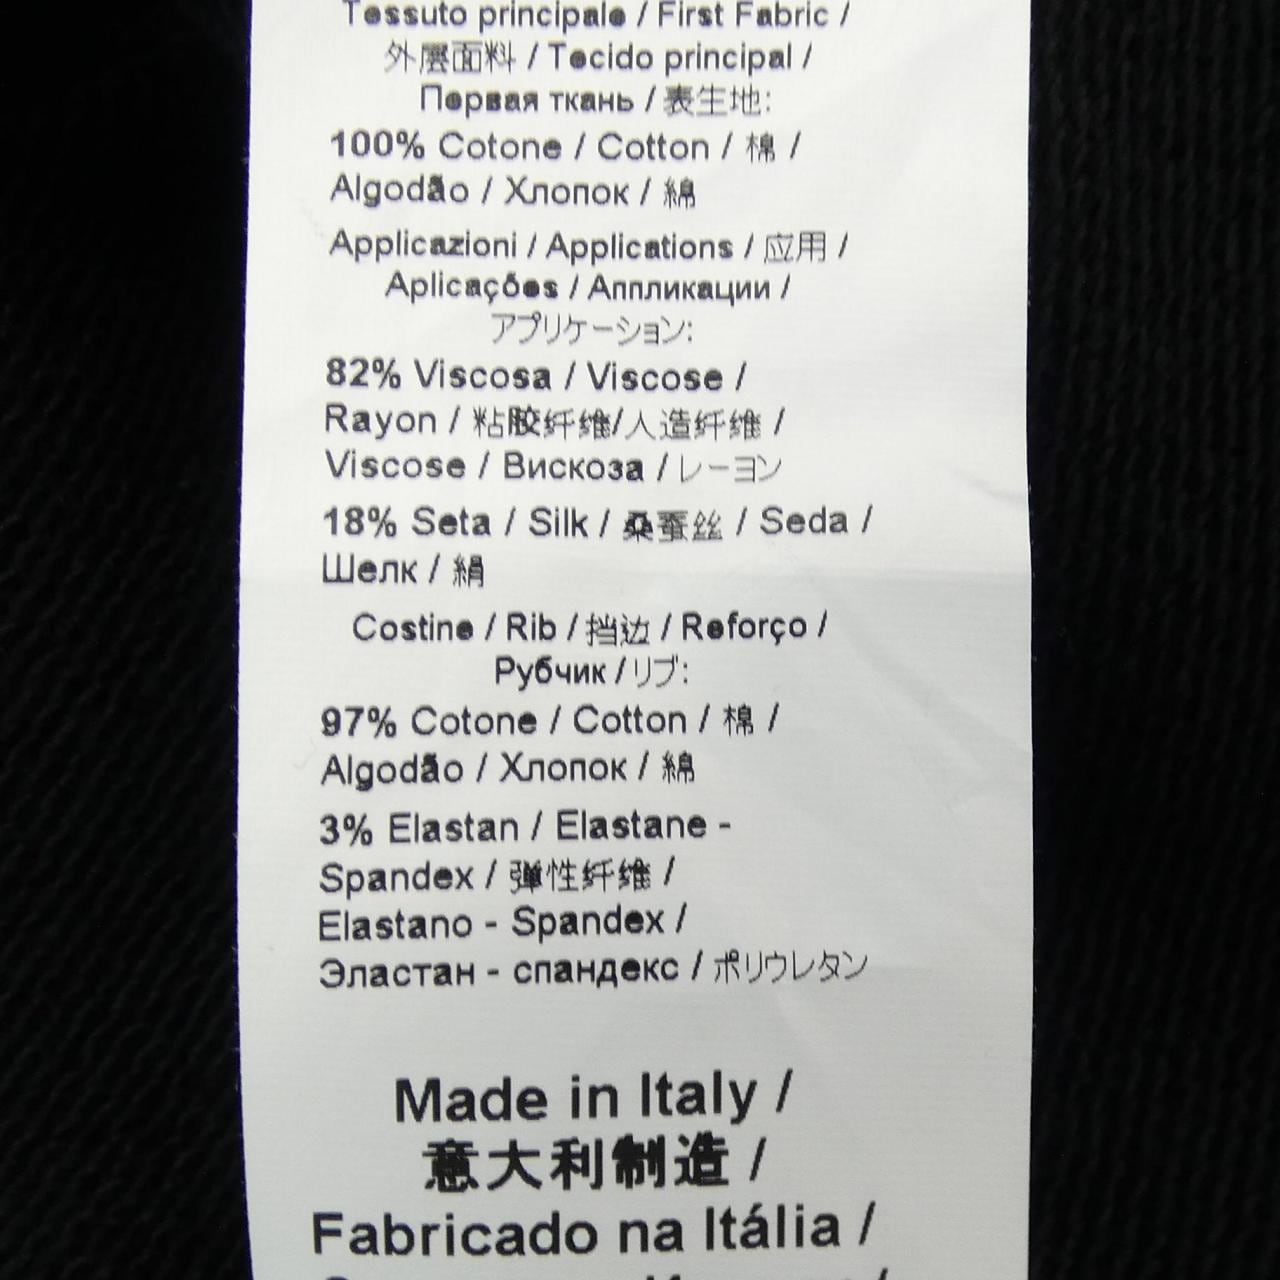 Tessuto principale / First Fabric /
外层面料 / Tecido principal /
Первая ткань / 表生地:
100% Cotone / Cotton / 棉 /
Algodão / Хлопок / 綿
Applicazioni / Applications / 应用 /
Aplicações / Аппликации /
アプリケーション:
82% Viscosa / Viscose /
Rayon / 粘胶纤维/人造纤维 /
Viscose / Вискоза / レーヨン
18% Seta / Silk / 桑蚕丝 / Seda /
Шелк / 絹
Costine / Rib / 挡边 / Reforço /
Рубчик / リブ:
97% Cotone / Cotton / 棉 /
Algodão / Хлопок / 綿
3% Elastan / Elastane -
Spandex / 弹性纤维 /
Elastano - Spandex /
Эластан - спандекс / ポリウレタン
Made in Italy /
意大利制造 /
Fabricado na Itália /